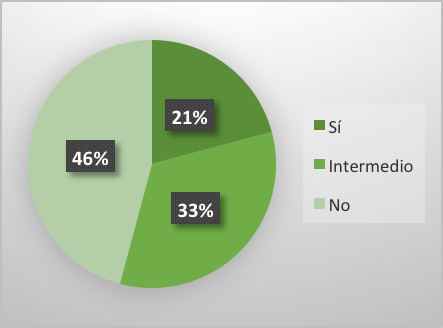 21%
46%
33%
Sí
Intermedio
No